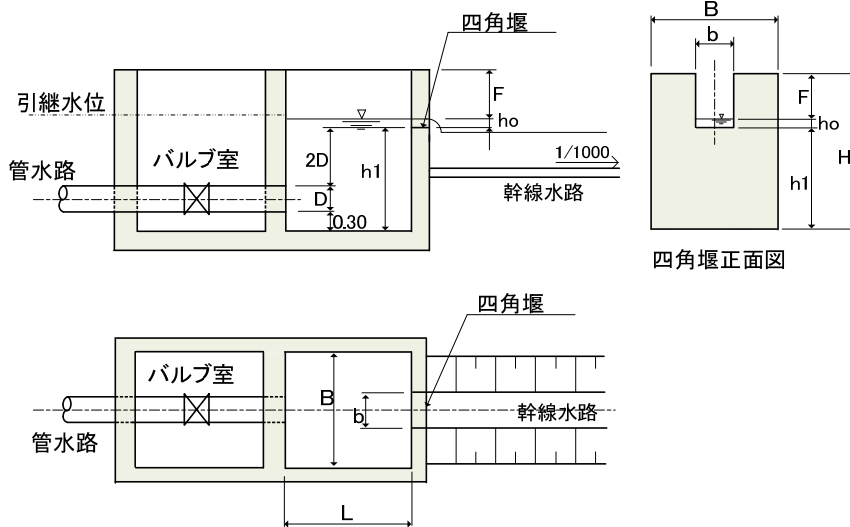 四角堰
引継水位
F
ho
バルブ室
2D
h1
1/1000
管水路
D
0.30
幹線水路
B
b
F
ho
H
h1
四角堰正面図
四角堰
バルブ室
B
b
幹線水路
管水路
L